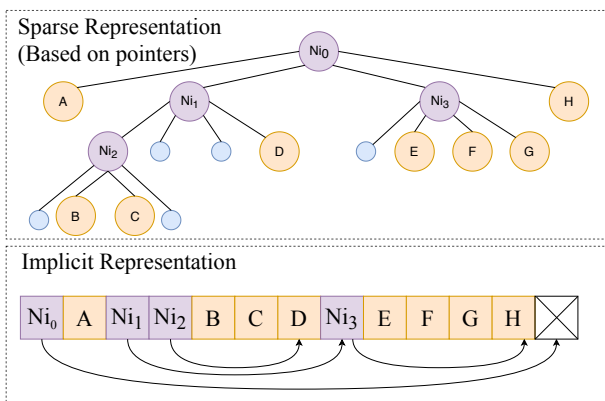 Sparse Representation
(Based on pointers)
Ni0
A
Ni1
Ni3
H
Ni2
D
E
F
G
B
C
Implicit Representation
Ni0 A Ni1 Ni2 B C D Ni3 E F G H